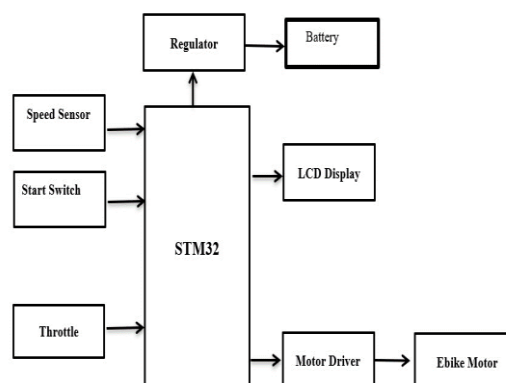 Regulator
Battery
Speed Sensor
Start Switch
LCD Display
STM32
Throttle
Motor Driver
Ebike Motor